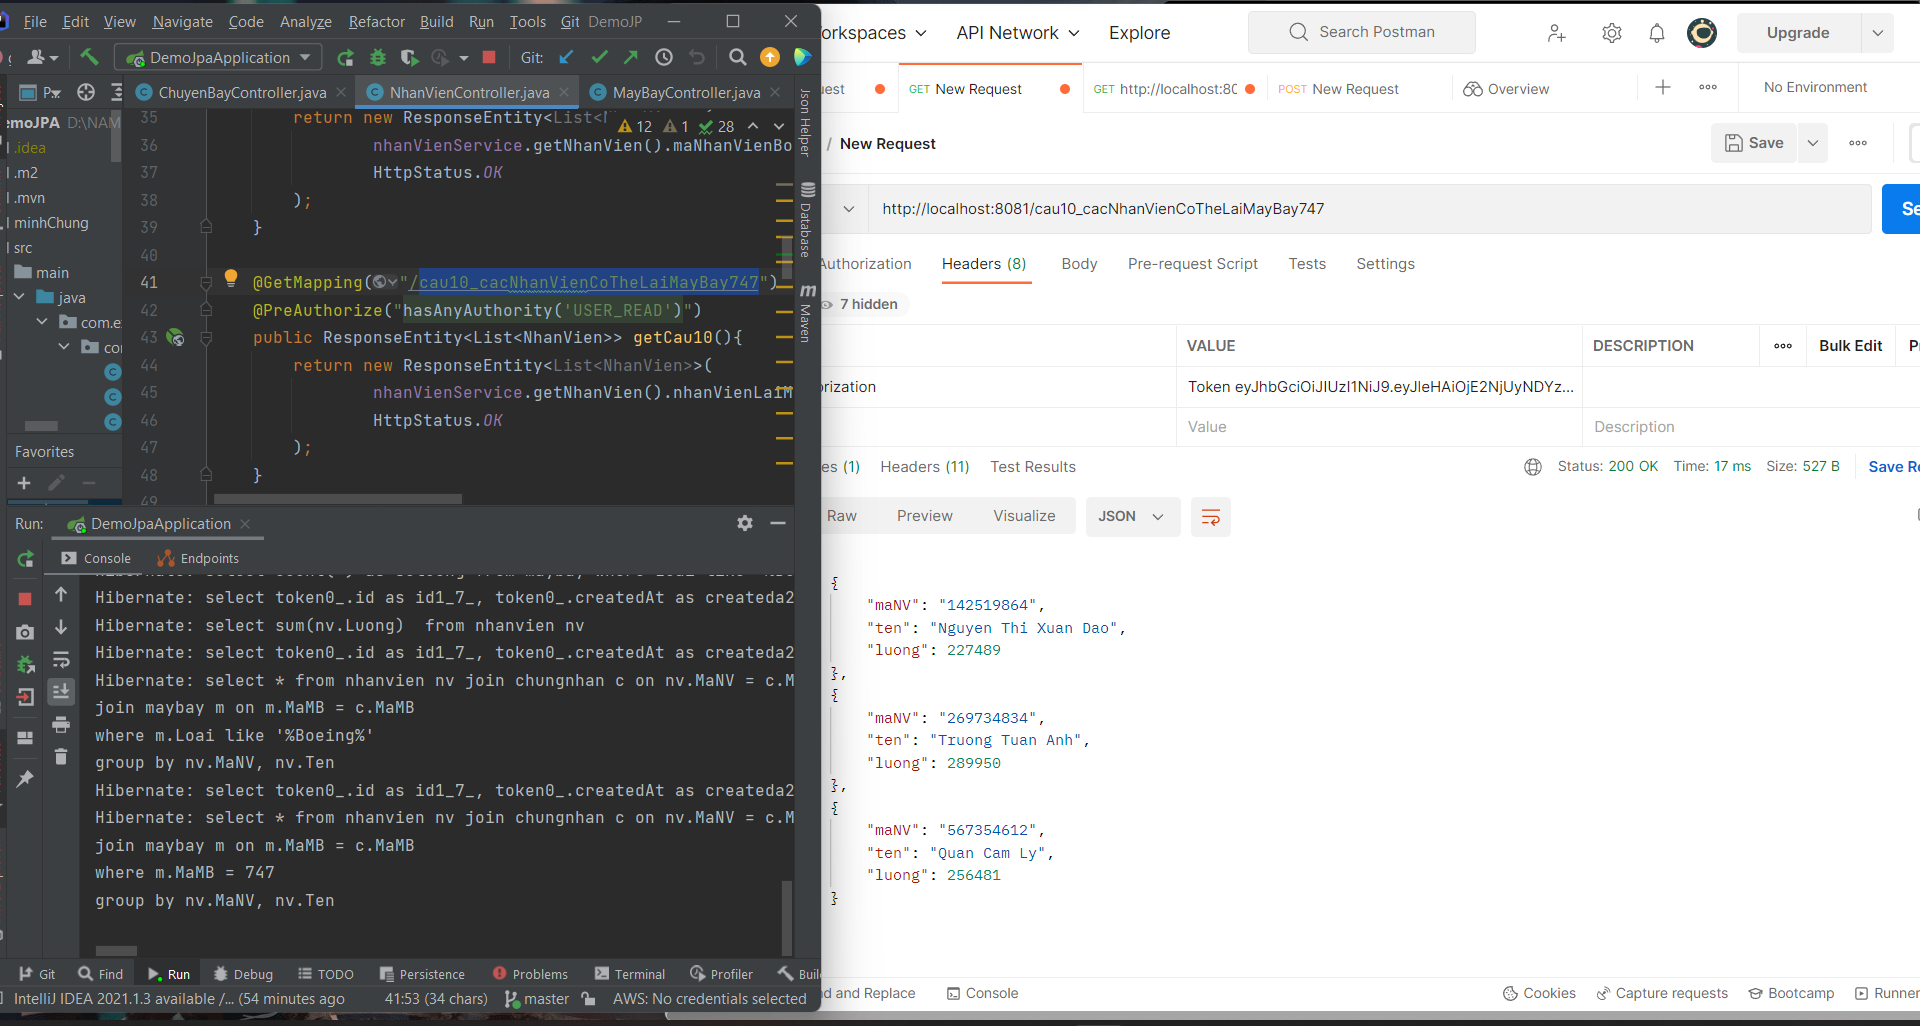 File Edit View Navigate Code Analyze Refactor Build Run Tools Git DemoJP
DemoJpaApplication Git:
P
ChuyenBayController.java NhanVienController.java MayBayController.java
DemoJPA D:\NAM
.idea
.m2
.mvn
minhChung
src
main
java
com.e
co
Favorites
12 1 28
35 return new ResponseEntity<List<N
36 nhanVienService.getNhanVien().maNhanVienBo
37 HttpStatus.OK
38 );
39 }
40
41 @GetMapping("/cau10_cacNhanVienCoTheLaiMayBay747")
42 @PreAuthorize("hasAnyAuthority('USER_READ')")
43 public ResponseEntity<List<NhanVien>> getCau10(){
44 return new ResponseEntity<List<NhanVien>>(
45 nhanVienService.getNhanVien().nhanVienLaiM
46 HttpStatus.OK
47 );
48 }
49
Json Helper
Database
m Maven
Run: DemoJpaApplication
Console Endpoints
Hibernate: select token0_.id as id1_7_, token0_.createdAt as createda2
Hibernate: select sum(nv.Luong)  from nhanvien nv
Hibernate: select token0_.id as id1_7_, token0_.createdAt as createda2
Hibernate: select * from nhanvien nv join chungnhan c on nv.MaNV = c.M
join maybay m on m.MaMB = c.MaMB
where m.Loai like '%Boeing%'
group by nv.MaNV, nv.Ten
Hibernate: select token0_.id as id1_7_, token0_.createdAt as createda2
Hibernate: select * from nhanvien nv join chungnhan c on nv.MaNV = c.M
join maybay m on m.MaMB = c.MaMB
where m.MaMB = 747
group by nv.MaNV, nv.Ten
Git Find Run Debug TODO Persistence Problems Terminal Profiler Buil
IntelliJ IDEA 2021.1.3 available /... (54 minutes ago 41:53 (34 chars) master AWS: No credentials selected
orkspaces API Network Explore Search Postman Upgrade
uest GET New Request GET http://localhost:80 POST New Request Overview No Environment
/ New Request Save
http://localhost:8081/cau10_cacNhanVienCoTheLaiMayBay747 Se
Authorization Headers (8) Body Pre-request Script Tests Settings
7 hidden
VALUE DESCRIPTION Bulk Edit P
orization Token eyJhbGciOiJIUzI1NiJ9.eyJleHAiOjE2NjUyNDYz...
Value Description
es (1) Headers (11) Test Results Status: 200 OK Time: 17 ms Size: 527 B Save Re
Raw Preview Visualize JSON
{
"maNV": "142519864",
"ten": "Nguyen Thi Xuan Dao",
"luong": 227489
},
{
"maNV": "269734834",
"ten": "Truong Tuan Anh",
"luong": 289950
},
{
"maNV": "567354612",
"ten": "Quan Cam Ly",
"luong": 256481
}
nd and Replace Console Cookies Capture requests Bootcamp Runner